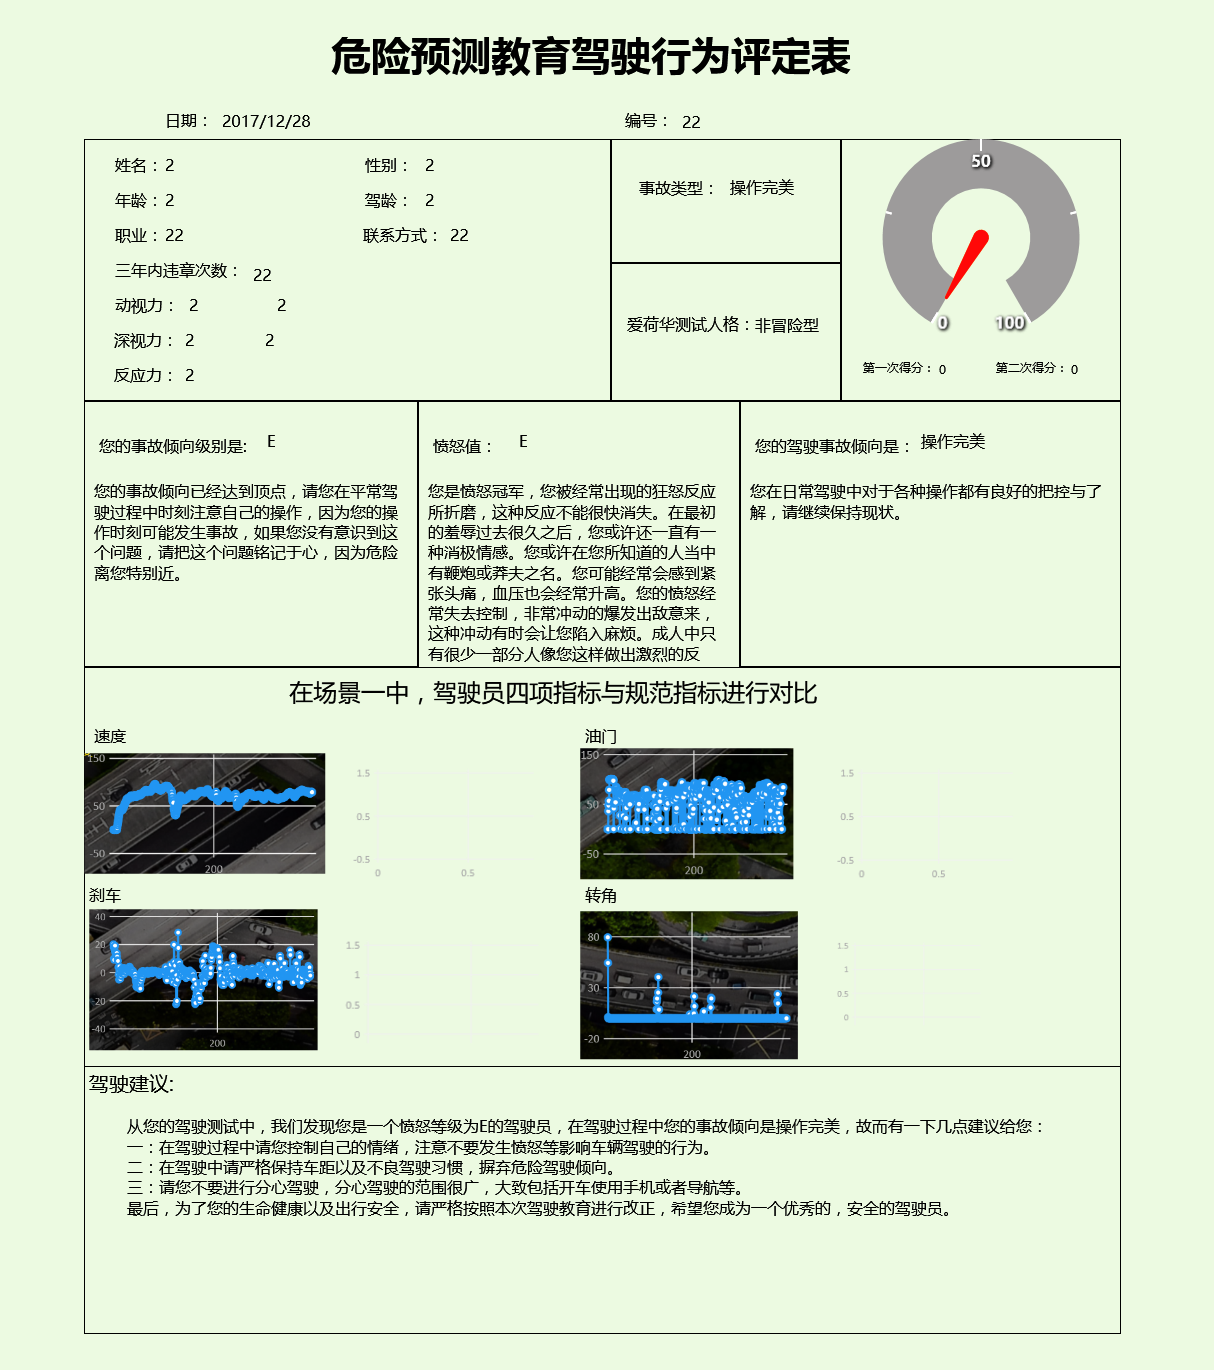 危险预测教育驾驶行为评定表
日期： 2017/12/28 编号： 22
姓名：2 性别： 2
年龄：2 驾龄： 2
职业：22 联系方式： 22
三年内违章次数： 22
动视力： 2 2
深视力： 2 2
反应力： 2
事故类型： 操作完美
爱荷华测试人格：非冒险型
50
0 100
第一次得分： 0 第二次得分： 0
您的事故倾向级别是: E
您的事故倾向已经达到顶点，请您在平常驾
驶过程中时刻注意自己的操作，因为您的操
作时刻可能发生事故，如果您没有意识到这
个问题，请把这个问题铭记于心，因为危险
离您特别近。
愤怒值： E
您是愤怒冠军，您被经常出现的狂怒反应
所折磨，这种反应不能很快消失。在最初
的羞辱过去很久之后，您或许还一直有一
种消极情感。您或许在您所知道的人当中
有鞭炮或莽夫之名。您可能经常会感到紧
张头痛，血压也会经常升高。您的愤怒经
常失去控制，非常冲动的爆发出敌意来，
这种冲动有时会让您陷入麻烦。成人中只
有很少一部分人像您这样做出激烈的反
您的驾驶事故倾向是： 操作完美
您在日常驾驶中对于各种操作都有良好的把控与了
解，请继续保持现状。
在场景一中，驾驶员四项指标与规范指标进行对比
速度
150
50
-50
200
1.5
0.5
-0.5
0 0.5
油门
150
50
-50
200
1.5
0.5
-0.5
0 0.5
刹车
40
20
0
-20
-40
200
1.5
1
0.5
0
转角
80
30
-20
200
1.5
1
0.5
0
驾驶建议:
从您的驾驶测试中，我们发现您是一个愤怒等级为E的驾驶员，在驾驶过程中您的事故倾向是操作完美，故而有一下几点建议给您：
一：在驾驶过程中请您控制自己的情绪，注意不要发生愤怒等影响车辆驾驶的行为。
二：在驾驶中请严格保持车距以及不良驾驶习惯，摒弃危险驾驶倾向。
三：请您不要进行分心驾驶，分心驾驶的范围很广，大致包括开车使用手机或者导航等。
最后，为了您的生命健康以及出行安全，请严格按照本次驾驶教育进行改正，希望您成为一个优秀的，安全的驾驶员。